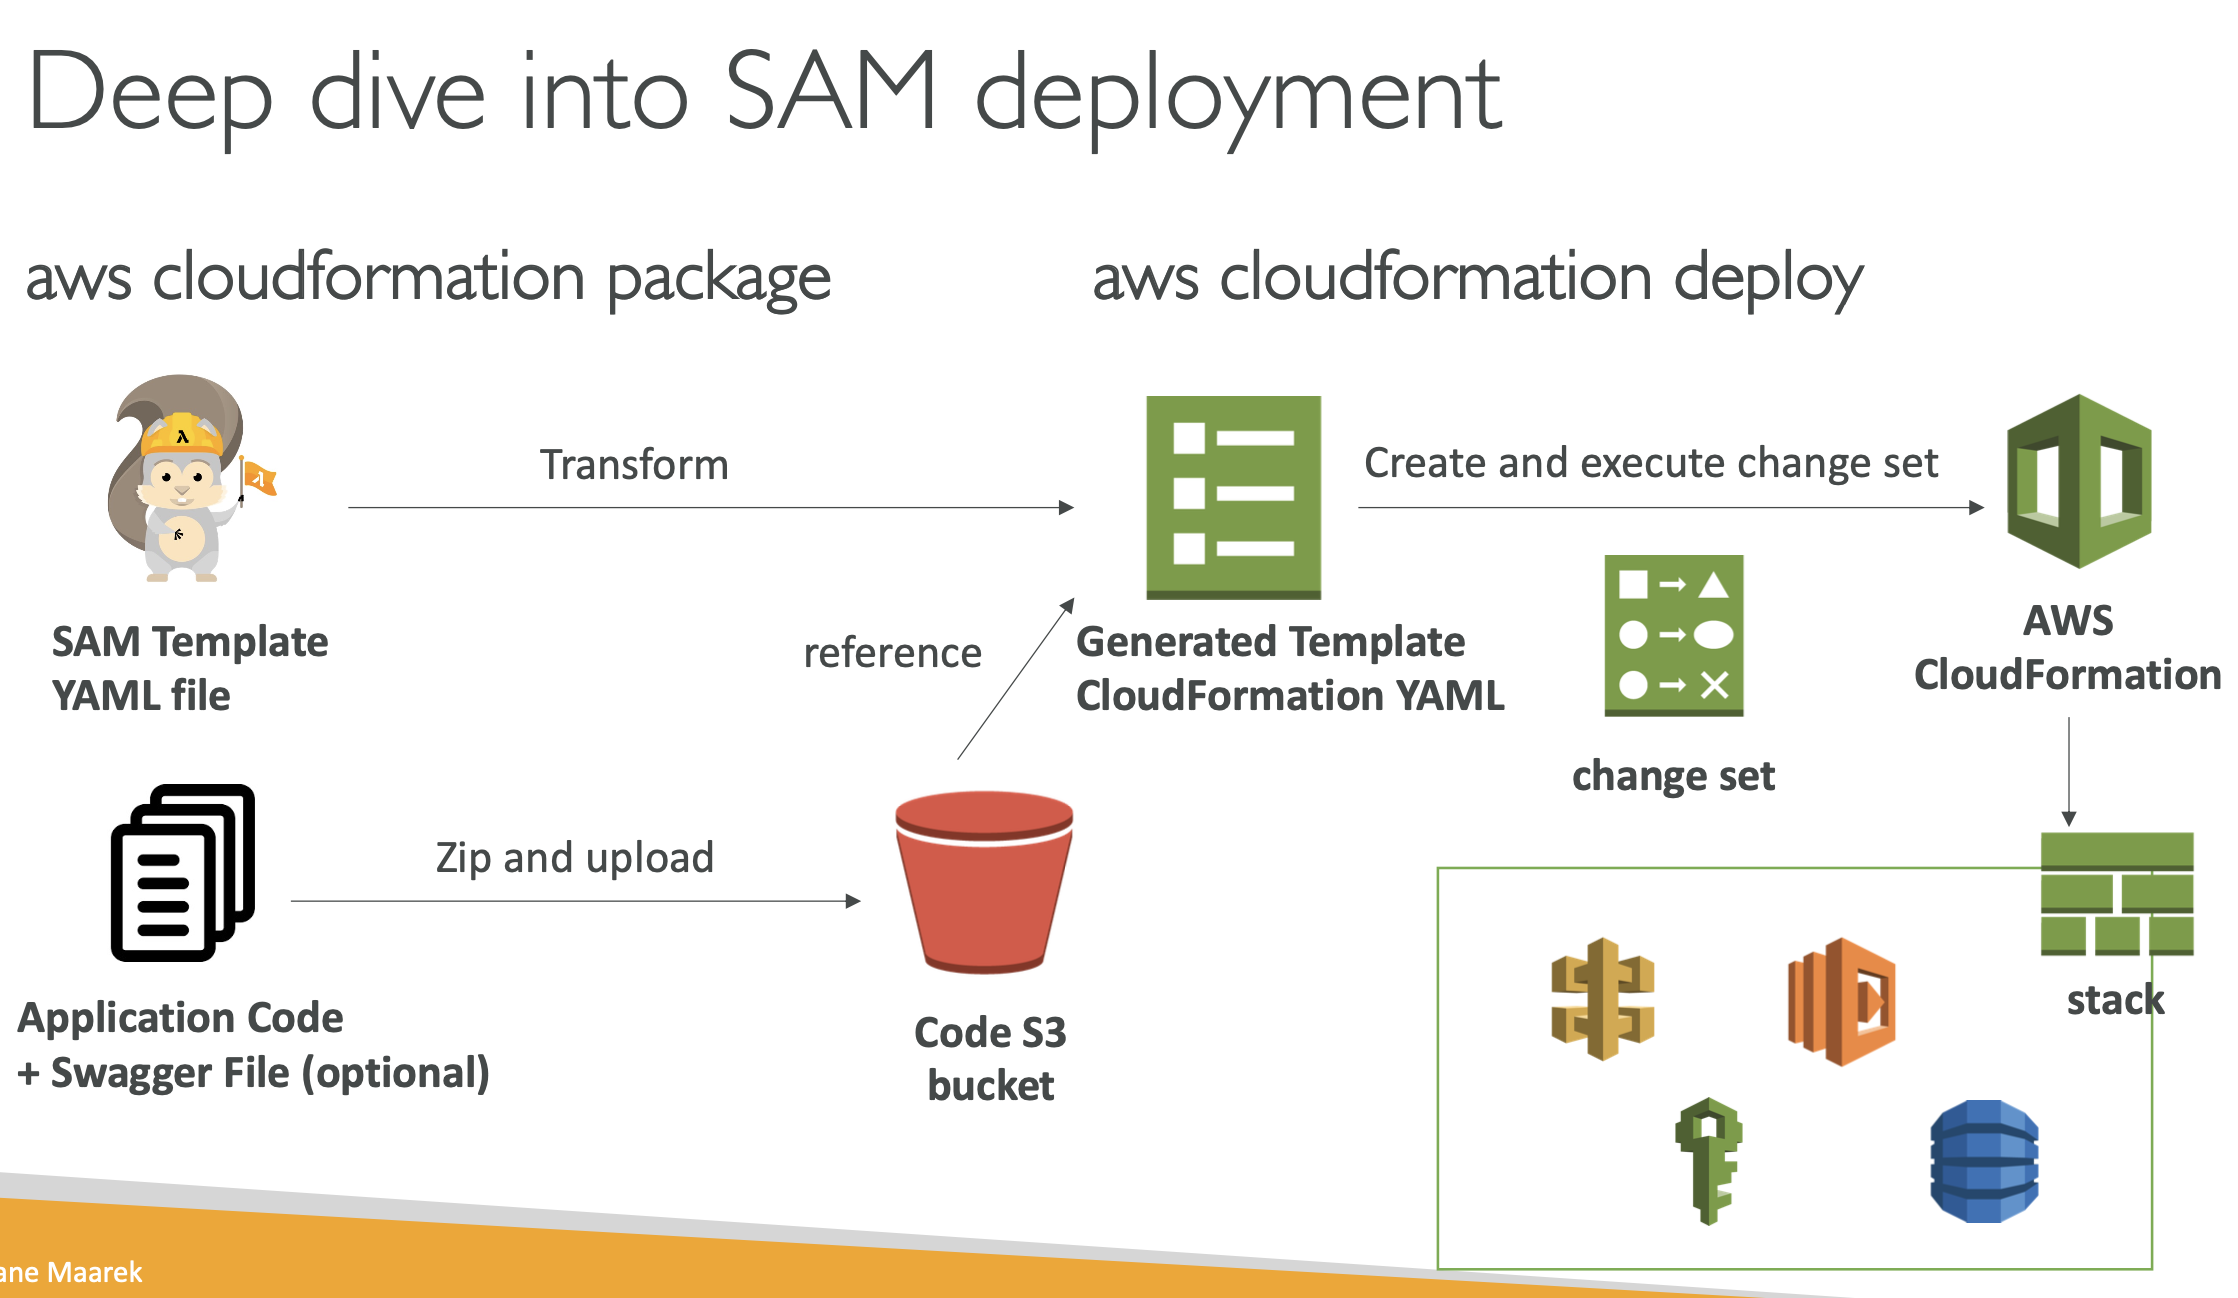 Deep dive into SAM deployment
aws cloudformation package
aws cloudformation deploy
Transform
Create and execute change set
SAM Template
YAML file
reference
Generated Template
CloudFormation YAML
change set
AWS
CloudFormation
Zip and upload
Application Code
+ Swagger File (optional)
Code S3
bucket
stack
ane Maarek